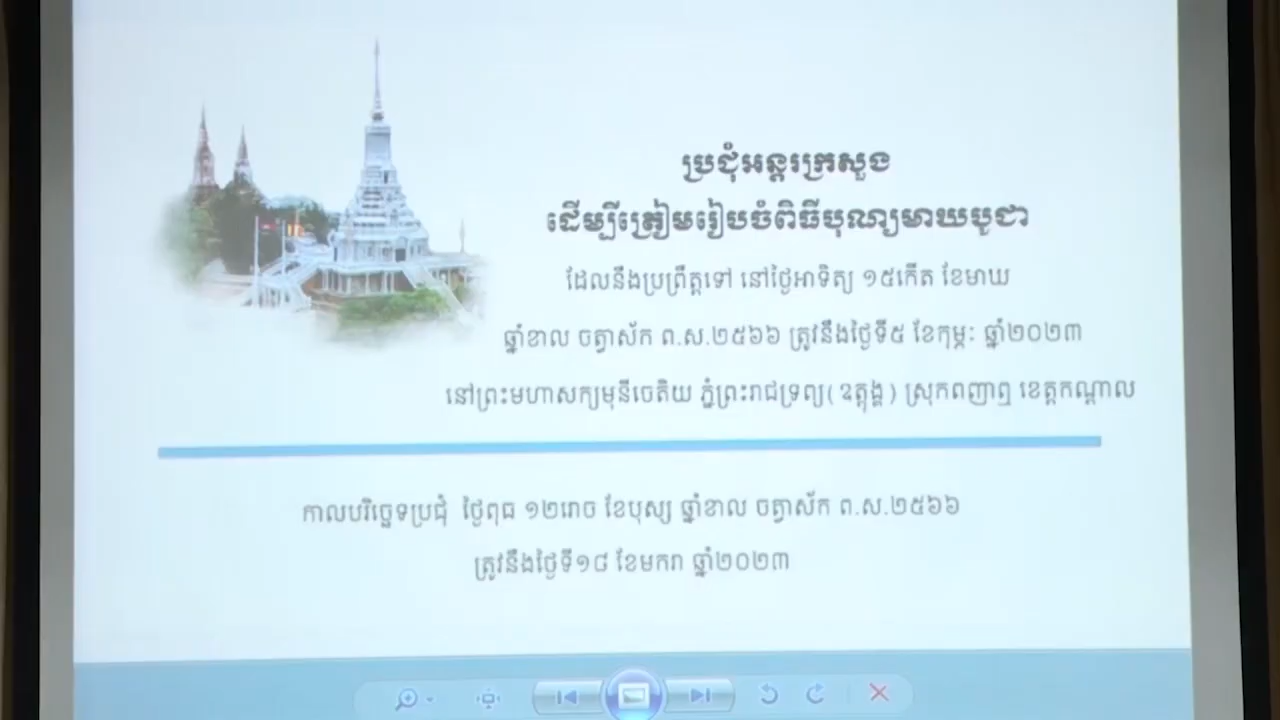 ប្រជុំអន្តរក្រសួង
ដើម្បីត្រៀមរៀបចំពិធីបុណ្យមាឃបូជា
ដែលនឹងប្រព្រឹត្តទៅ នៅថ្ងៃអាទិត្យ ១៥កើត ខែមាឃ
ឆ្នាំខាល ចត្វាស័ក ព.ស.២៥៦៦ ត្រូវនឹងថ្ងៃទី៥ ខែកុម្ភៈ ឆ្នាំ២០២៣
នៅព្រះមហាសក្យមុនីចេតិយ ភ្នំព្រះរាជទ្រព្យ(ឧត្តុង្គ) ស្រុកពញាឮ ខេត្តកណ្តាល
កាលបរិច្ឆេទប្រជុំ ថ្ងៃពុធ ១២រោច ខែបុស្ស ឆ្នាំខាល ចត្វាស័ក ព.ស.២៥៦៦
ត្រូវនឹងថ្ងៃទី១៨ ខែមករា ឆ្នាំ២០២៣